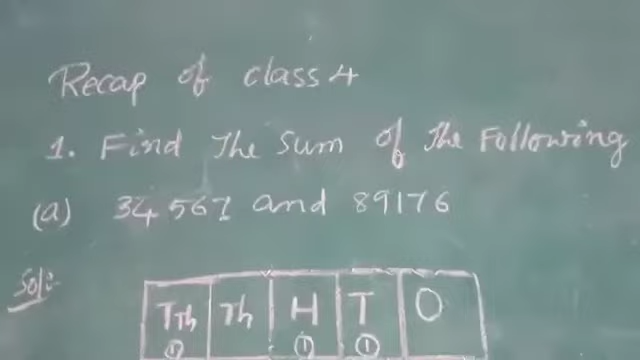 Recap of class 4
1. Find The Sum of The Following
(a) 34567 and 89176
Sol:
TTh Th H T O
① ① ①